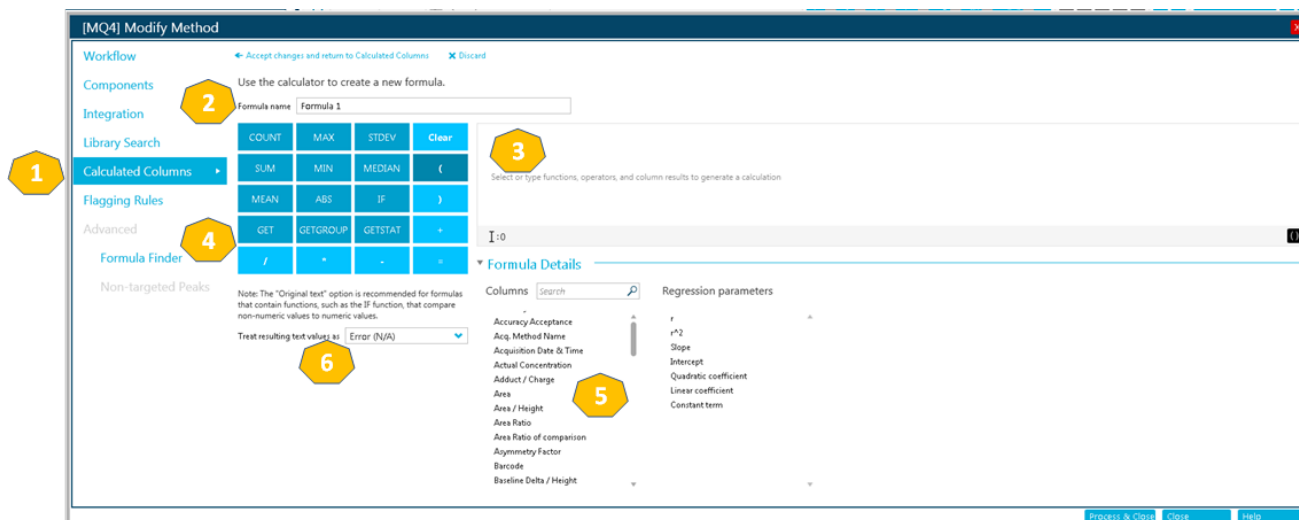 [MQ4] Modify Method
Workflow
Components
Integration
Library Search
Calculated Columns
Flagging Rules
Advanced
Formula Finder
Non-targeted Peaks
1
2
3
4
5
6
Accept changes and return to Calculated Columns
Discard
Use the calculator to create a new formula.
Formula name Formula 1
COUNT MAX STDEV Clear
SUM MIN MEDIAN (
MEAN ABS IF )
GET GETGROUP GETSTAT +
/ * - =
Note: The "Original text" option is recommended for formulas
that contain functions, such as the IF function, that compare
non-numeric values to numeric values.
Treat resulting text values as Error (N/A)
Select or type functions, operators, and column results to generate a calculation
:0
()
Formula Details
Columns Search
Accuracy Acceptance
Acq. Method Name
Acquisition Date & Time
Actual Concentration
Adduct / Charge
Area
Area / Height
Area Ratio
Area Ratio of comparison
Asymmetry Factor
Barcode
Baseline Delta / Height
Regression parameters
r
r^2
Slope
Intercept
Quadratic coefficient
Linear coefficient
Constant term
Process & Close Close Help